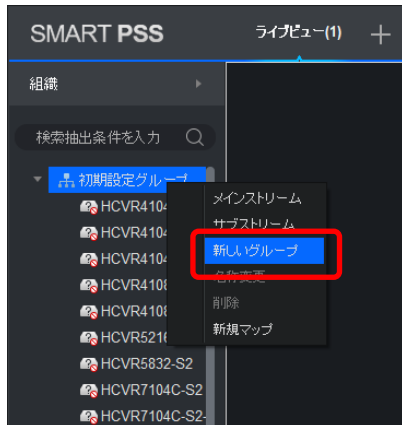 SMART PSS
ライブビュー(1)
組織
検索抽出条件を入力
初期設定グループ
HCVR4104
HCVR4104
HCVR4104
HCVR4108
HCVR4108
HCVR5216
HCVR5832-S2
HCVR7104C-S2
HCVR7104C-S2-
メインストリーム
サブストリーム
新しいグループ
名称変更
削除
新規マップ